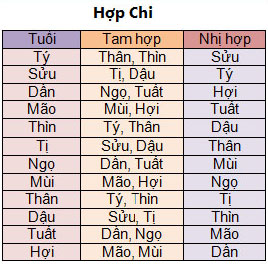 Hợp Chi
Tuổi Tam hợp Nhị hợp
Tý Thân, Thìn Sửu
Sửu Tị, Dậu Tý
Dần Ngọ, Tuất Hợi
Mão Mùi, Hợi Tuất
Thìn Tý, Thân Dậu
Tị Sửu, Dậu Thân
Ngọ Dần, Tuất Mùi
Mùi Mão, Hợi Ngọ
Thân Tý, Thìn Tị
Dậu Sửu, Tị Thìn
Tuất Dần, Ngọ Mão
Hợi Mão, Mùi Dần